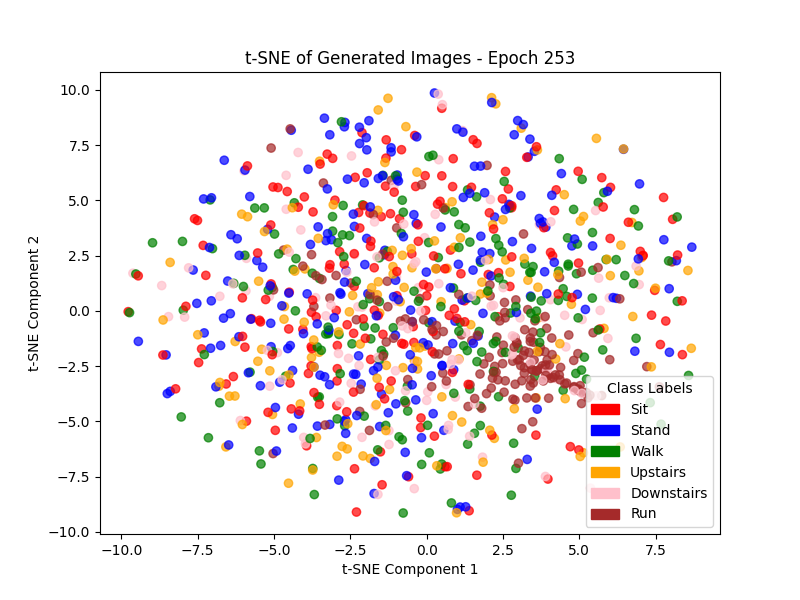 t-SNE of Generated Images - Epoch 253
t-SNE Component 2
10.0
7.5
5.0
2.5
0.0
−2.5
−5.0
−7.5
−10.0
Class Labels
Sit
Stand
Walk
Upstairs
Downstairs
Run
−10.0 −7.5 −5.0 −2.5 0.0 2.5 5.0 7.5
t-SNE Component 1